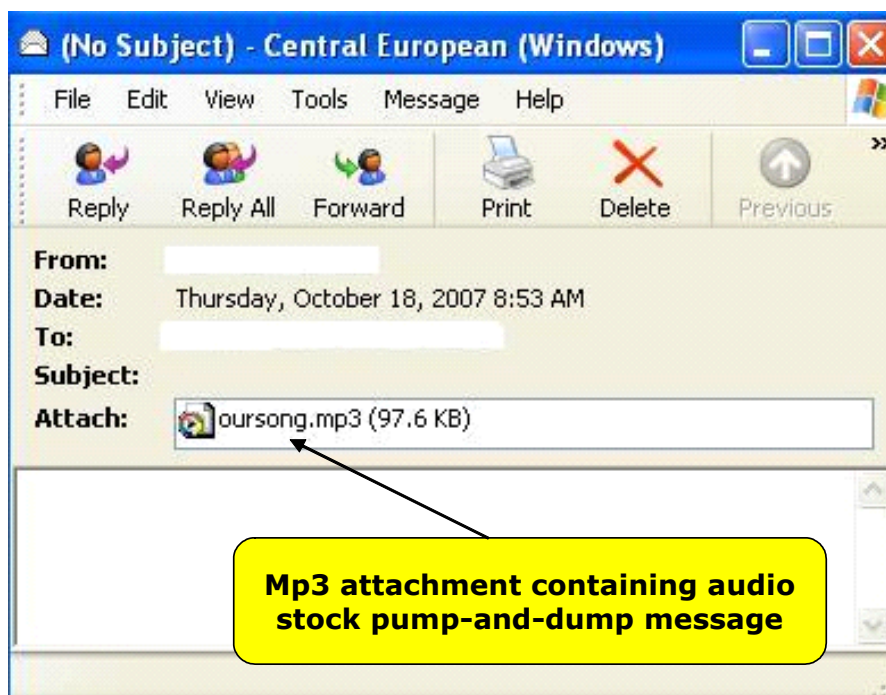 (No Subject) - Central European (Windows)
File Edit View Tools Message Help
Reply Reply All Forward Print Delete Previous
From:
Date: Thursday, October 18, 2007 8:53 AM
To:
Subject:
Attach: oursong.mp3 (97.6 KB)
Mp3 attachment containing audio
stock pump-and-dump message